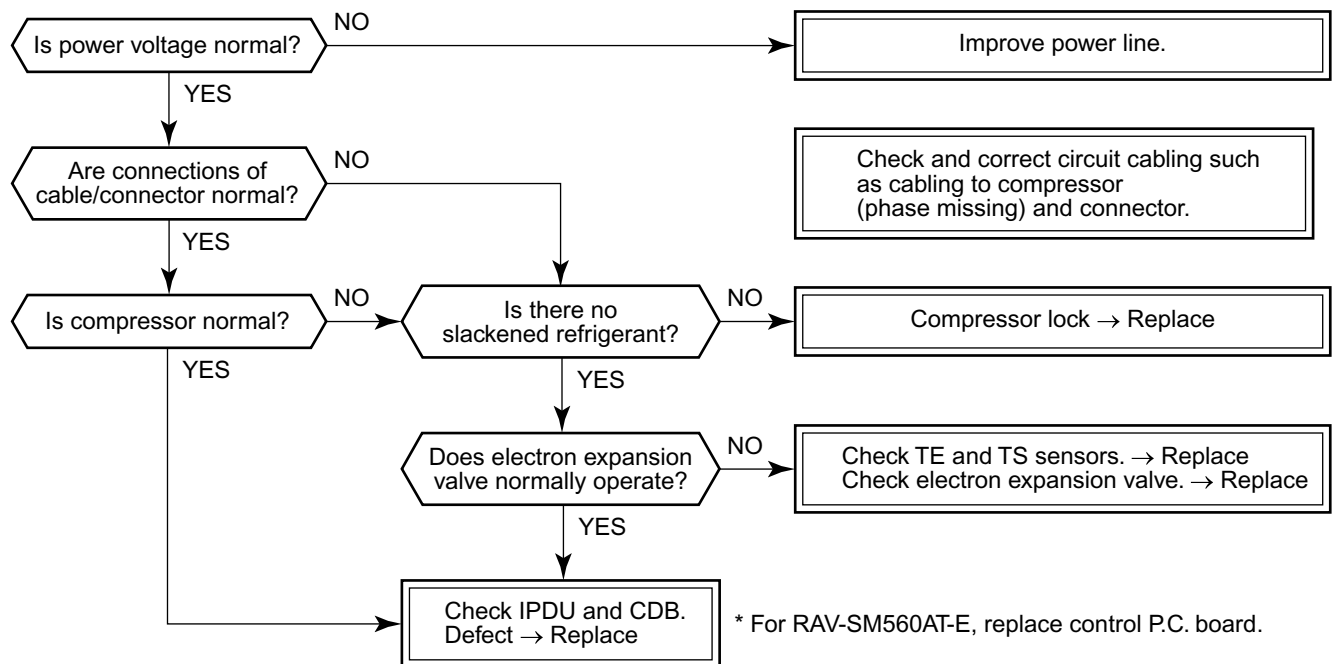 Is power voltage normal?
NO
Improve power line.
YES
Are connections of
cable/connector normal?
NO
Check and correct circuit cabling such
as cabling to compressor
(phase missing) and connector.
YES
Is compressor normal?
NO
Is there no
slackened refrigerant?
NO
Compressor lock → Replace
YES
YES
Does electron expansion
valve normally operate?
NO
Check TE and TS sensors. → Replace
Check electron expansion valve. → Replace
YES
Check IPDU and CDB.
Defect → Replace
* For RAV-SM560AT-E, replace control P.C. board.